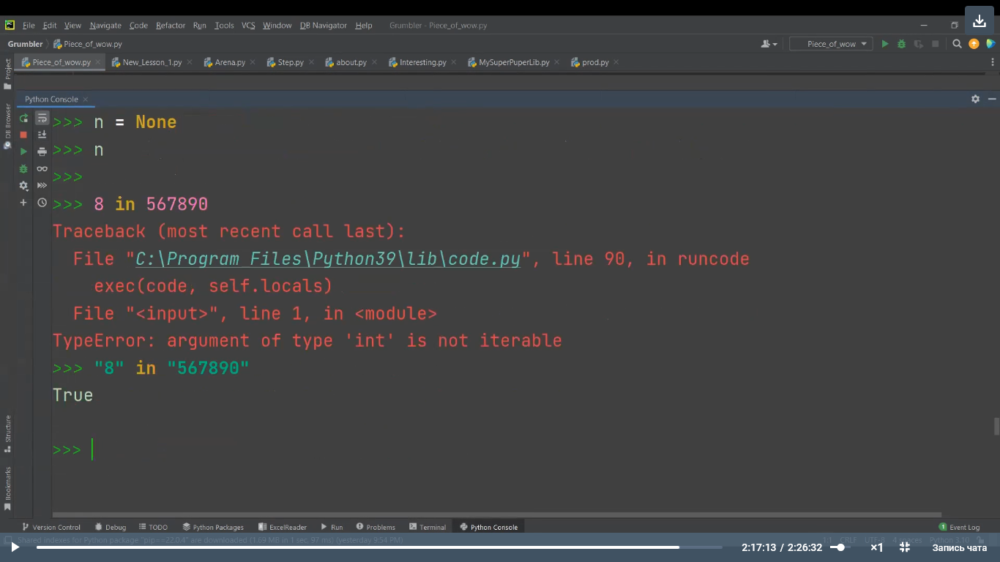 File Edit View Navigate Code Refactor Run Tools VCS Window DB Navigator Help Grumbler - Piece_of_wow.py
Grumbler Piece_of_wow.py Piece_of_wow
Project
Piece_of_wow.py New_Lesson_1.py Arena.py Step.py about.py Interesting.py MySuperPuperLib.py prod.py
DB Browser
Python Console
>>> n = None
>>> n
>>>
>>> 8 in 567890
Traceback (most recent call last):
File "C:\Program Files\Python39\lib\code.py", line 90, in runcode
exec(code, self.locals)
File "<input>", line 1, in <module>
TypeError: argument of type 'int' is not iterable
>>> "8" in "567890"
True
>>>
Structure
Bookmarks
Version Control Debug TODO Python Packages ExcelReader Run Problems Terminal Python Console 1 Event Log
Shared indexes for Python package "pip==22.0.4" are downloaded (1.69 MB in 1 sec, 97 ms) (yesterday 9:54 PM) 1:1 CRLF UTF-8 4 spaces Python 3.10
2:17:13 / 2:26:32 ×1 Запись чата